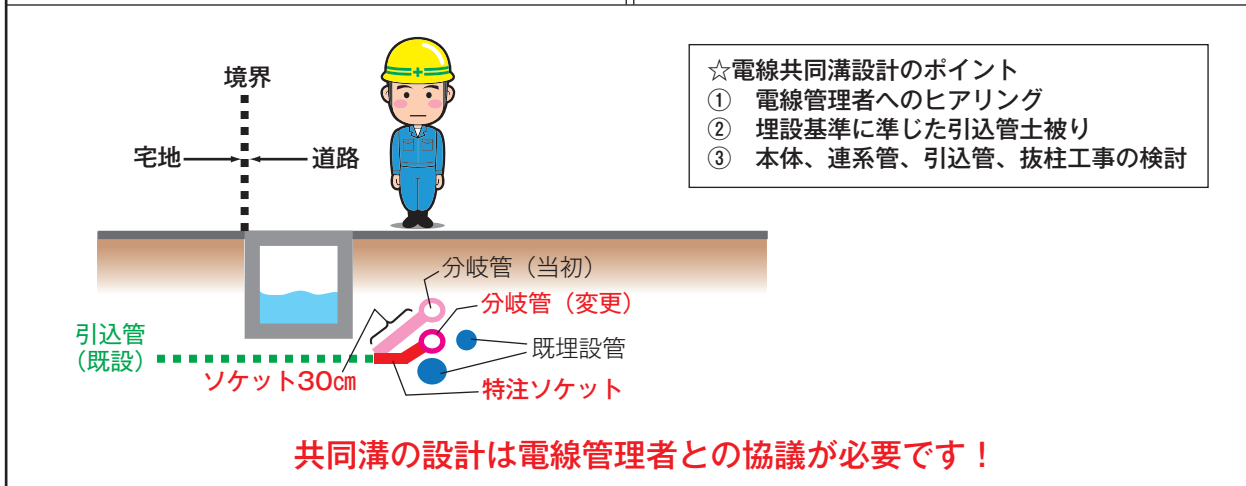 境界
宅地
道路
☆電線共同溝設計のポイント
① 電線管理者へのヒアリング
② 埋設基準に準じた引込管土被り
③ 本体、連系管、引込管、抜柱工事の検討
分岐管（当初）
分岐管（変更）
引込管
（既設）
既埋設管
ソケット30㎝
特注ソケット
共同溝の設計は電線管理者との協議が必要です！